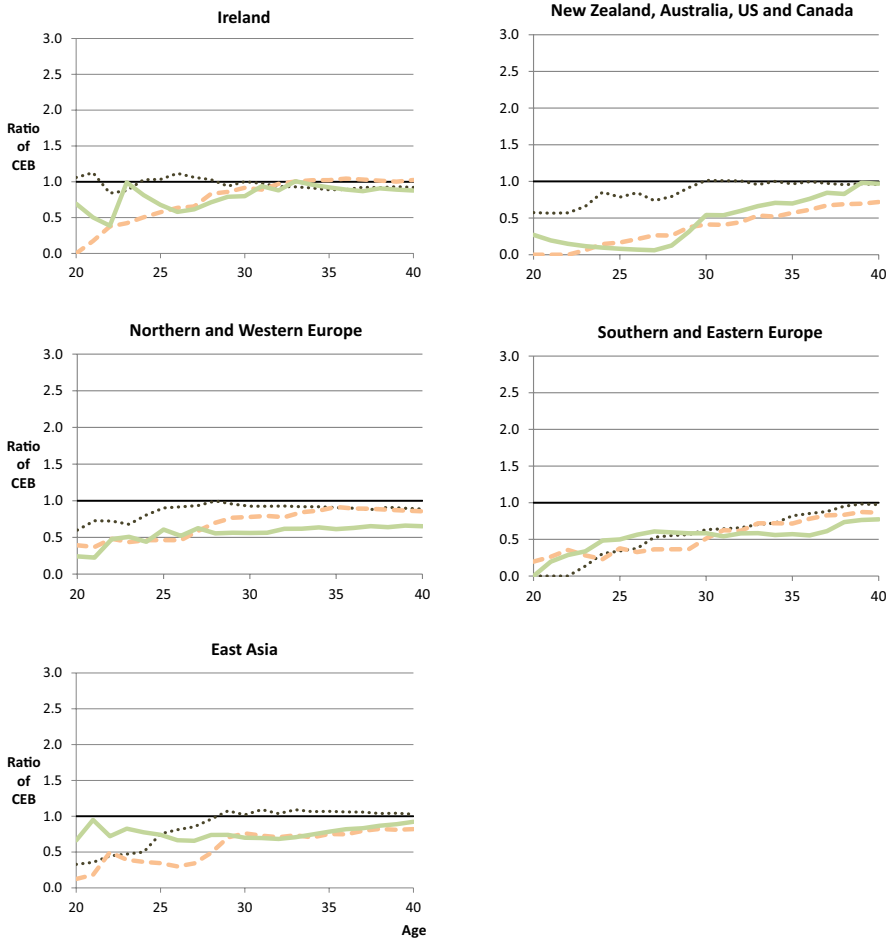 Ireland
3.0
2.5
2.0
Ratio
of
CEB
1.5
1.0
0.5
0.0
20 25 30 35 40
New Zealand, Australia, US and Canada
3.0
2.5
2.0
1.5
1.0
0.5
0.0
20 25 30 35 40
Northern and Western Europe
3.0
2.5
2.0
Ratio
of
CEB
1.5
1.0
0.5
0.0
20 25 30 35 40
Southern and Eastern Europe
3.0
2.5
2.0
1.5
1.0
0.5
0.0
20 25 30 35 40
East Asia
3.0
2.5
2.0
Ratio
of
CEB
1.5
1.0
0.5
0.0
20 25 30 35 40
Age